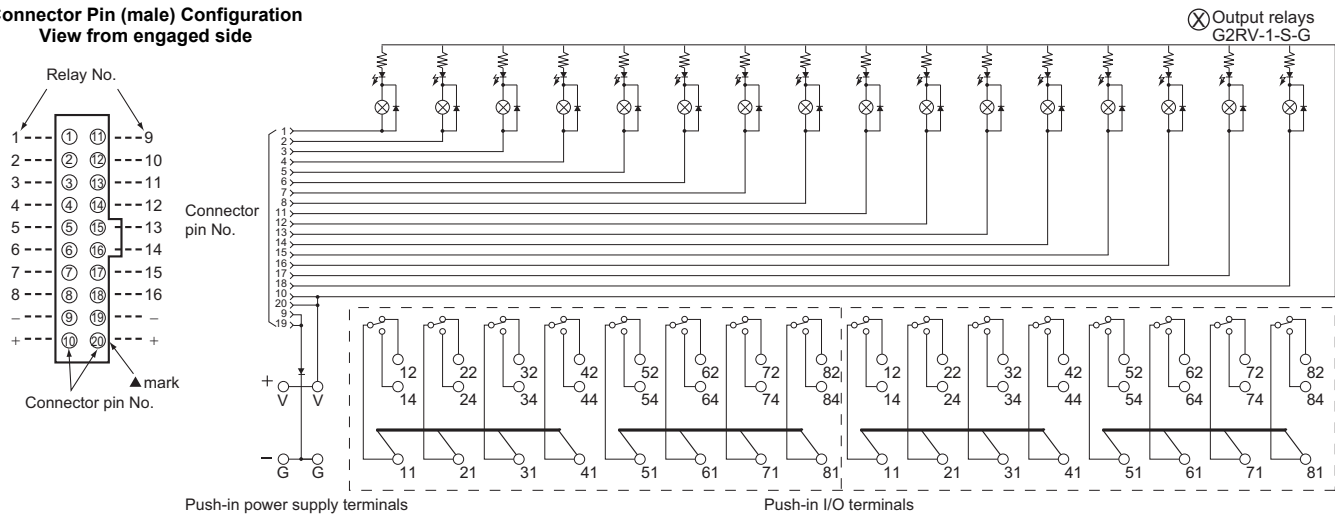 onnector Pin (male) Configuration
View from engaged side
Output relays
G2RV-1-S-G
Relay No.
1 1 11 9
2 2 12 10
3 3 13 11
4 4 14 12
5 5 15 13
6 6 16 14
7 7 17 15
8 8 18 16
– 9 19 –
+ 10 20 +
▲mark
Connector pin No.
Connector
pin No.
1
2
3
4
5
6
7
8
11
12
13
14
15
16
17
18
10
20
9
19
12 22 32 42 52 62 72 82 12 22 32 42 52 62 72 82
+ V V
14 24 34 44 54 64 74 84 14 24 34 44 54 64 74 84
– G G
11 21 31 41 51 61 71 81 11 21 31 41 51 61 71 81
Push-in power supply terminals
Push-in I/O terminals